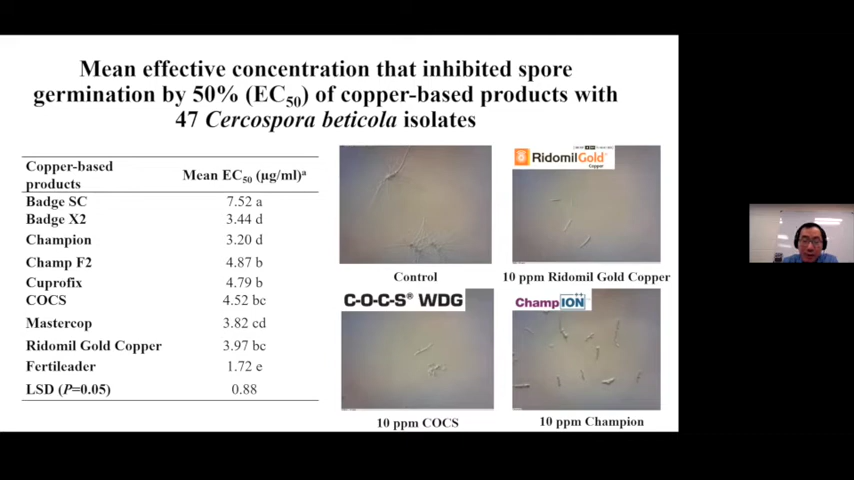 Mean effective concentration that inhibited spore
germination by 50% (EC50) of copper-based products with
47 Cercospora beticola isolates
Copper-based
products
Mean EC50 (µg/ml)a
Badge SC 7.52 a
Badge X2 3.44 d
Champion 3.20 d
Champ F2 4.87 b
Cuprofix 4.79 b
COCS 4.52 bc
Mastercop 3.82 cd
Ridomil Gold Copper 3.97 bc
Fertileader 1.72 e
LSD (P=0.05) 0.88
Control
RidomilGold
Copper
10 ppm Ridomil Gold Copper
C-O-C-S® WDG
10 ppm COCS
Champ ION++
10 ppm Champion